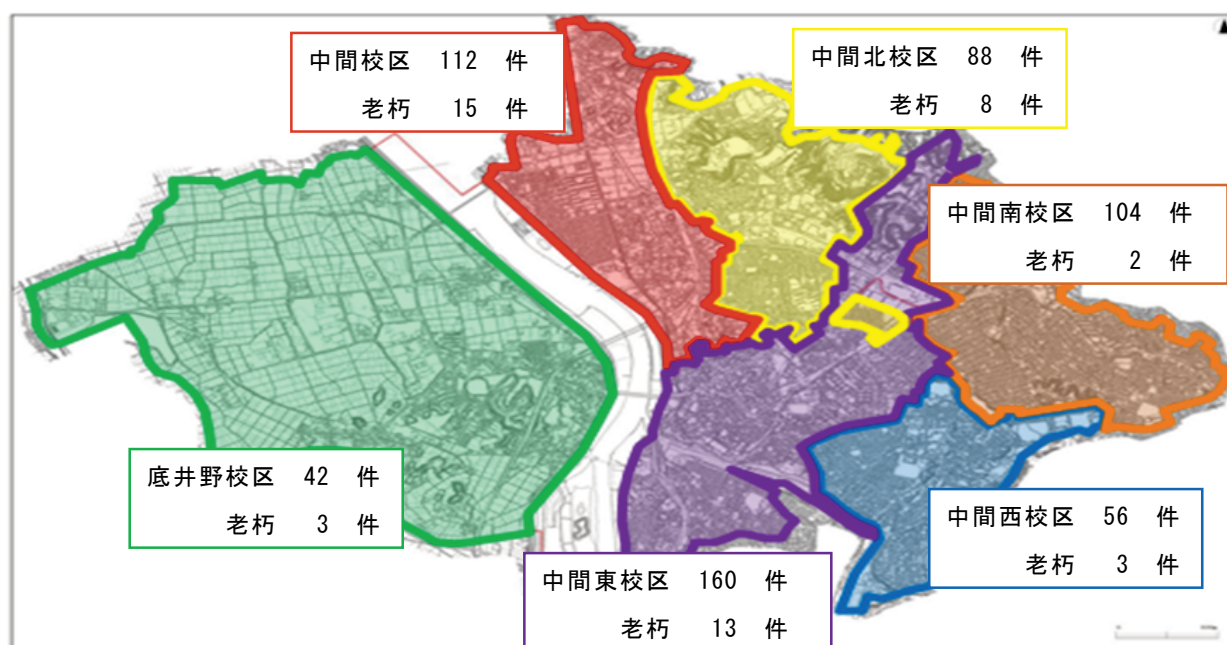 中間校区 112 件
老朽 15 件
中間北校区 88 件
老朽 8 件
中間南校区 104 件
老朽 2 件
底井野校区 42 件
老朽 3 件
中間西校区 56 件
老朽 3 件
中間東校区 160 件
老朽 13 件